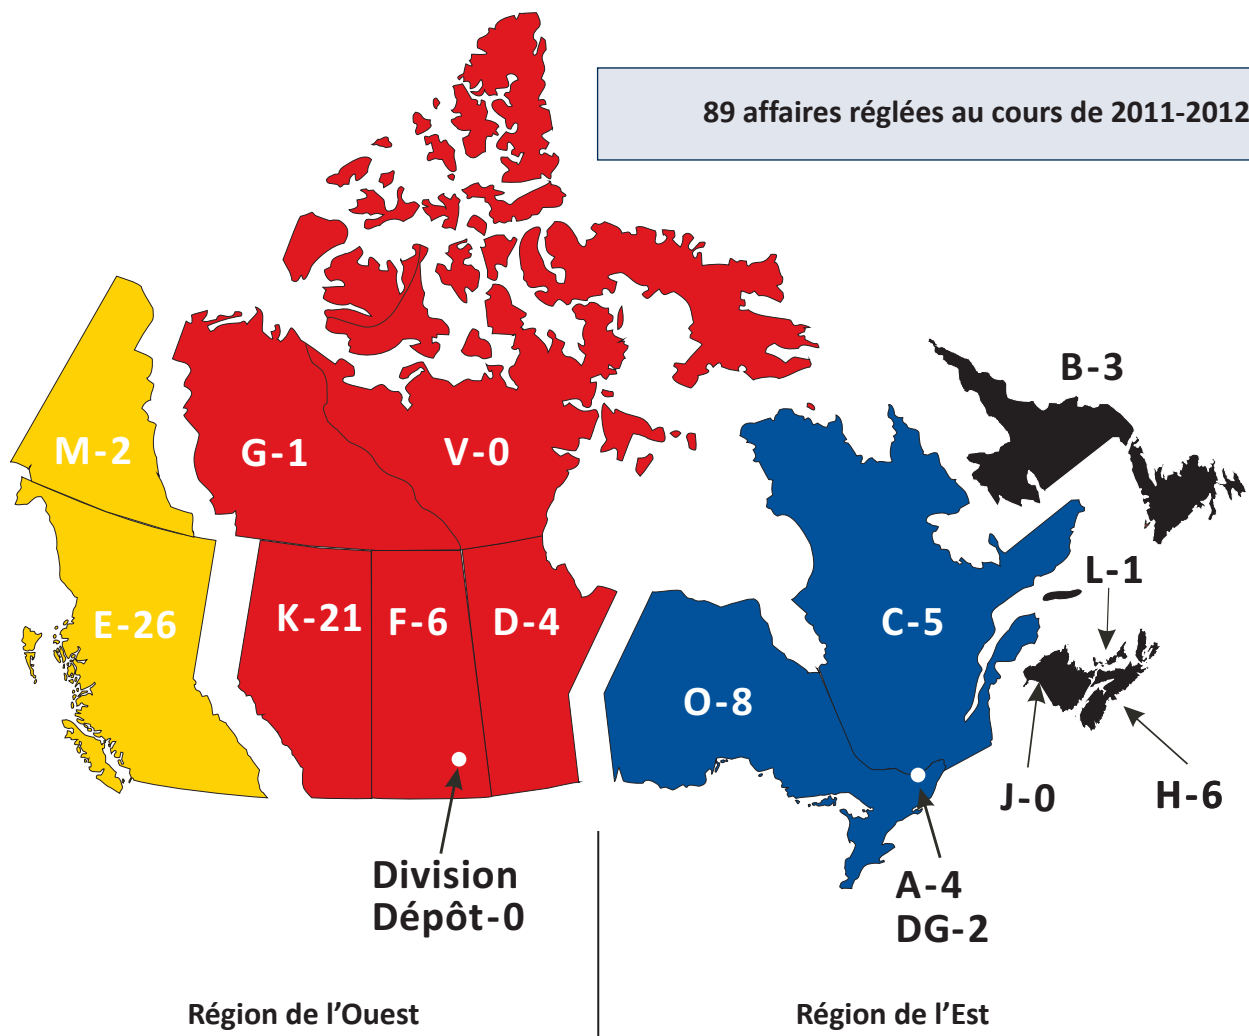 89 affaires réglées au cours de 2011-2012
B-3
M-2
G-1
V-0
L-1
E-26
K-21
F-6
D-4
C-5
O-8
J-0
H-6
Division
Dépôt-0
A-4
DG-2
Région de l’Ouest
Région de l’Est